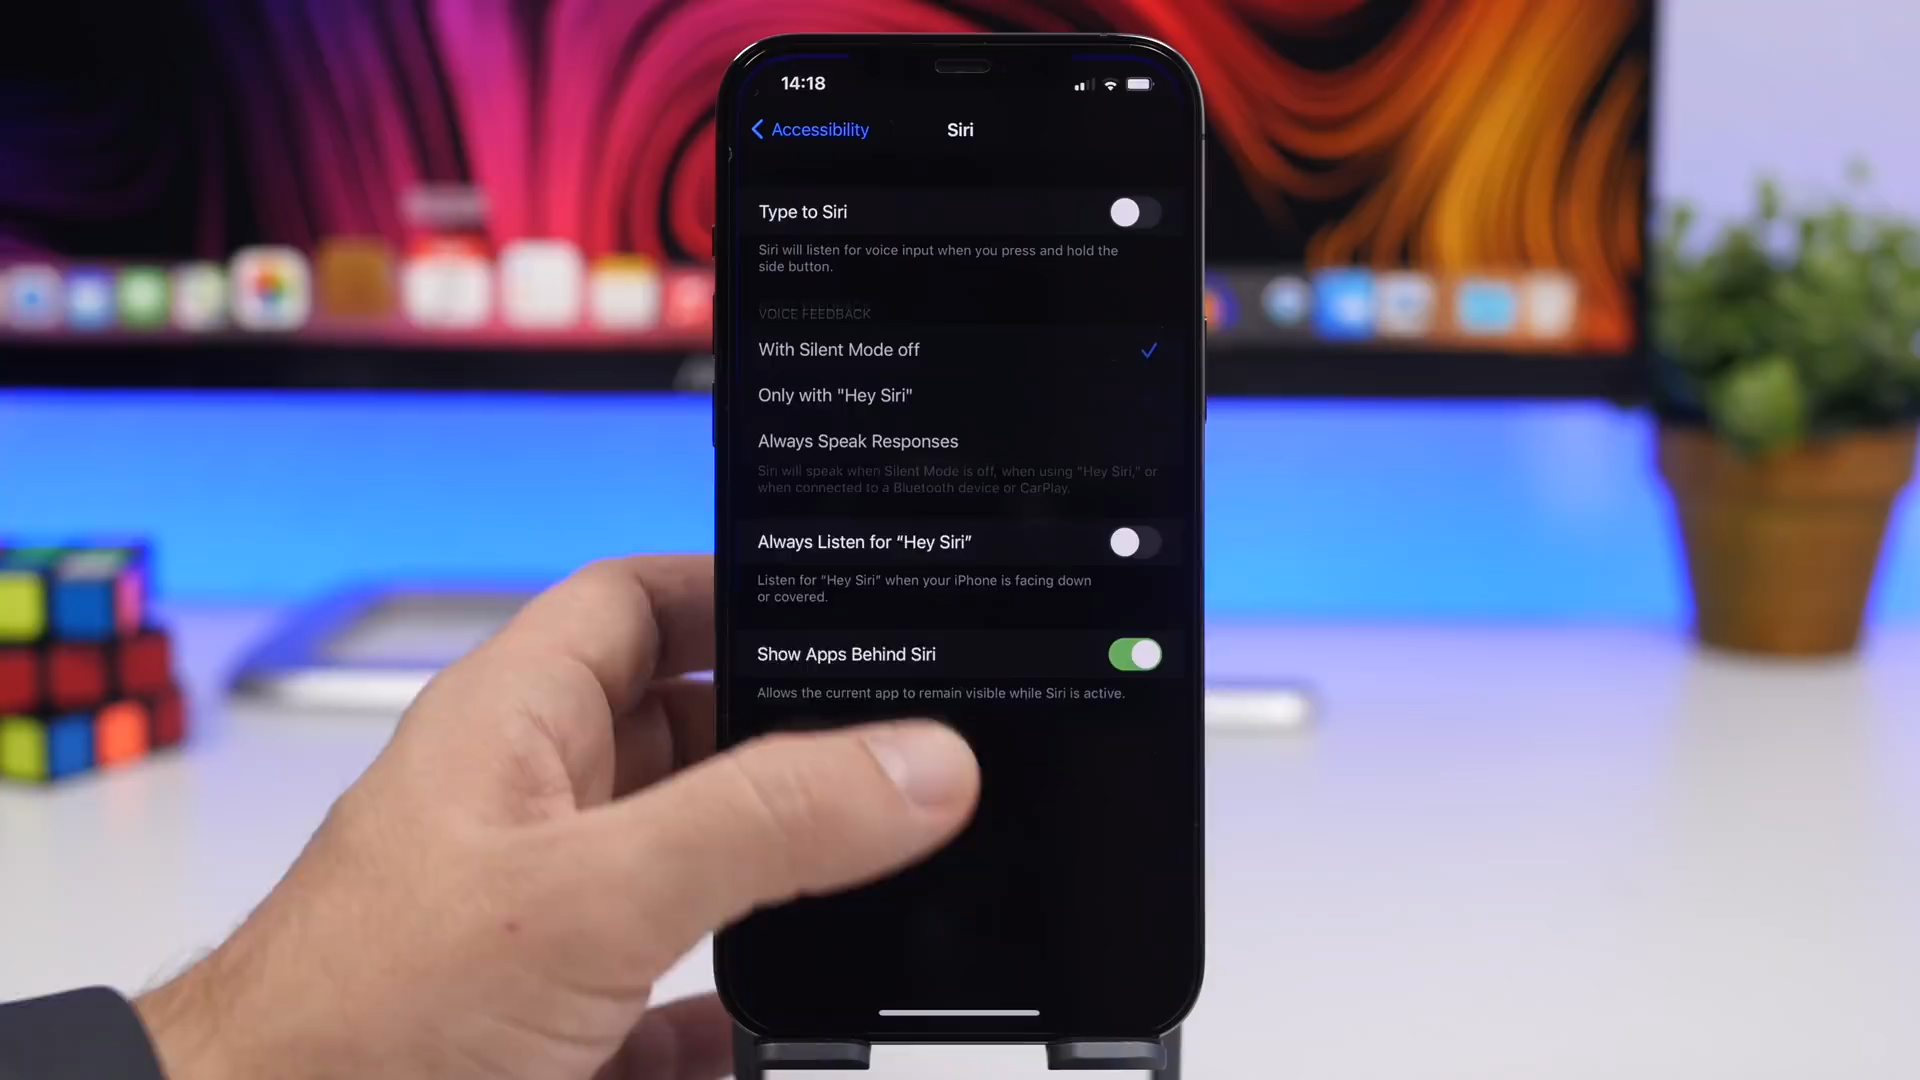 14:18
Accessibility
Siri
Type to Siri
Siri will listen for voice input when you press and hold the
side button.
VOICE FEEDBACK
With Silent Mode off
Only with "Hey Siri"
Always Speak Responses
Siri will speak when Silent Mode is off, when using "Hey Siri," or
when connected to a Bluetooth device or CarPlay.
Always Listen for “Hey Siri”
Listen for “Hey Siri” when your iPhone is facing down
or covered.
Show Apps Behind Siri
Allows the current app to remain visible while Siri is active.